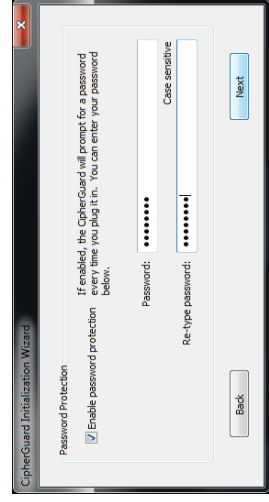 CipherGuard Initialization Wizard
Password Protection
Enable password protection
If enabled, the CipherGuard will prompt for a password
every time you plug it in. You can enter your password
below.
Password: ●●●●●●●●
Case sensitive
Re-type password: ●●●●●●●●
Back
Next